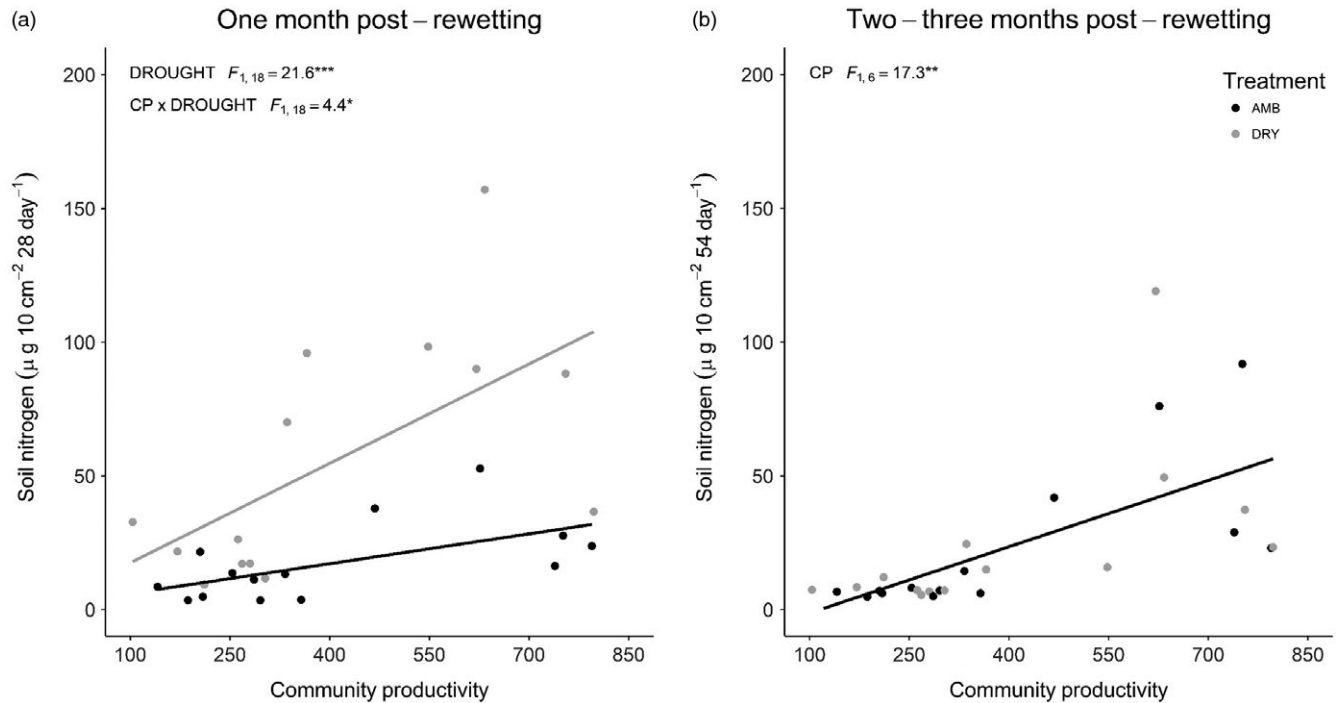 (a) One month post – rewetting
DROUGHT F1, 18 = 21.6***
CP x DROUGHT F1, 18 = 4.4*
Soil nitrogen (μ g 10 cm−2 28 day−1)
200
150
100
50
0
100 250 400 550 700 850
Community productivity
(b) Two – three months post – rewetting
CP F1, 6 = 17.3**
Treatment
AMB
DRY
Soil nitrogen (μ g 10 cm−2 54 day−1)
200
150
100
50
0
100 250 400 550 700 850
Community productivity